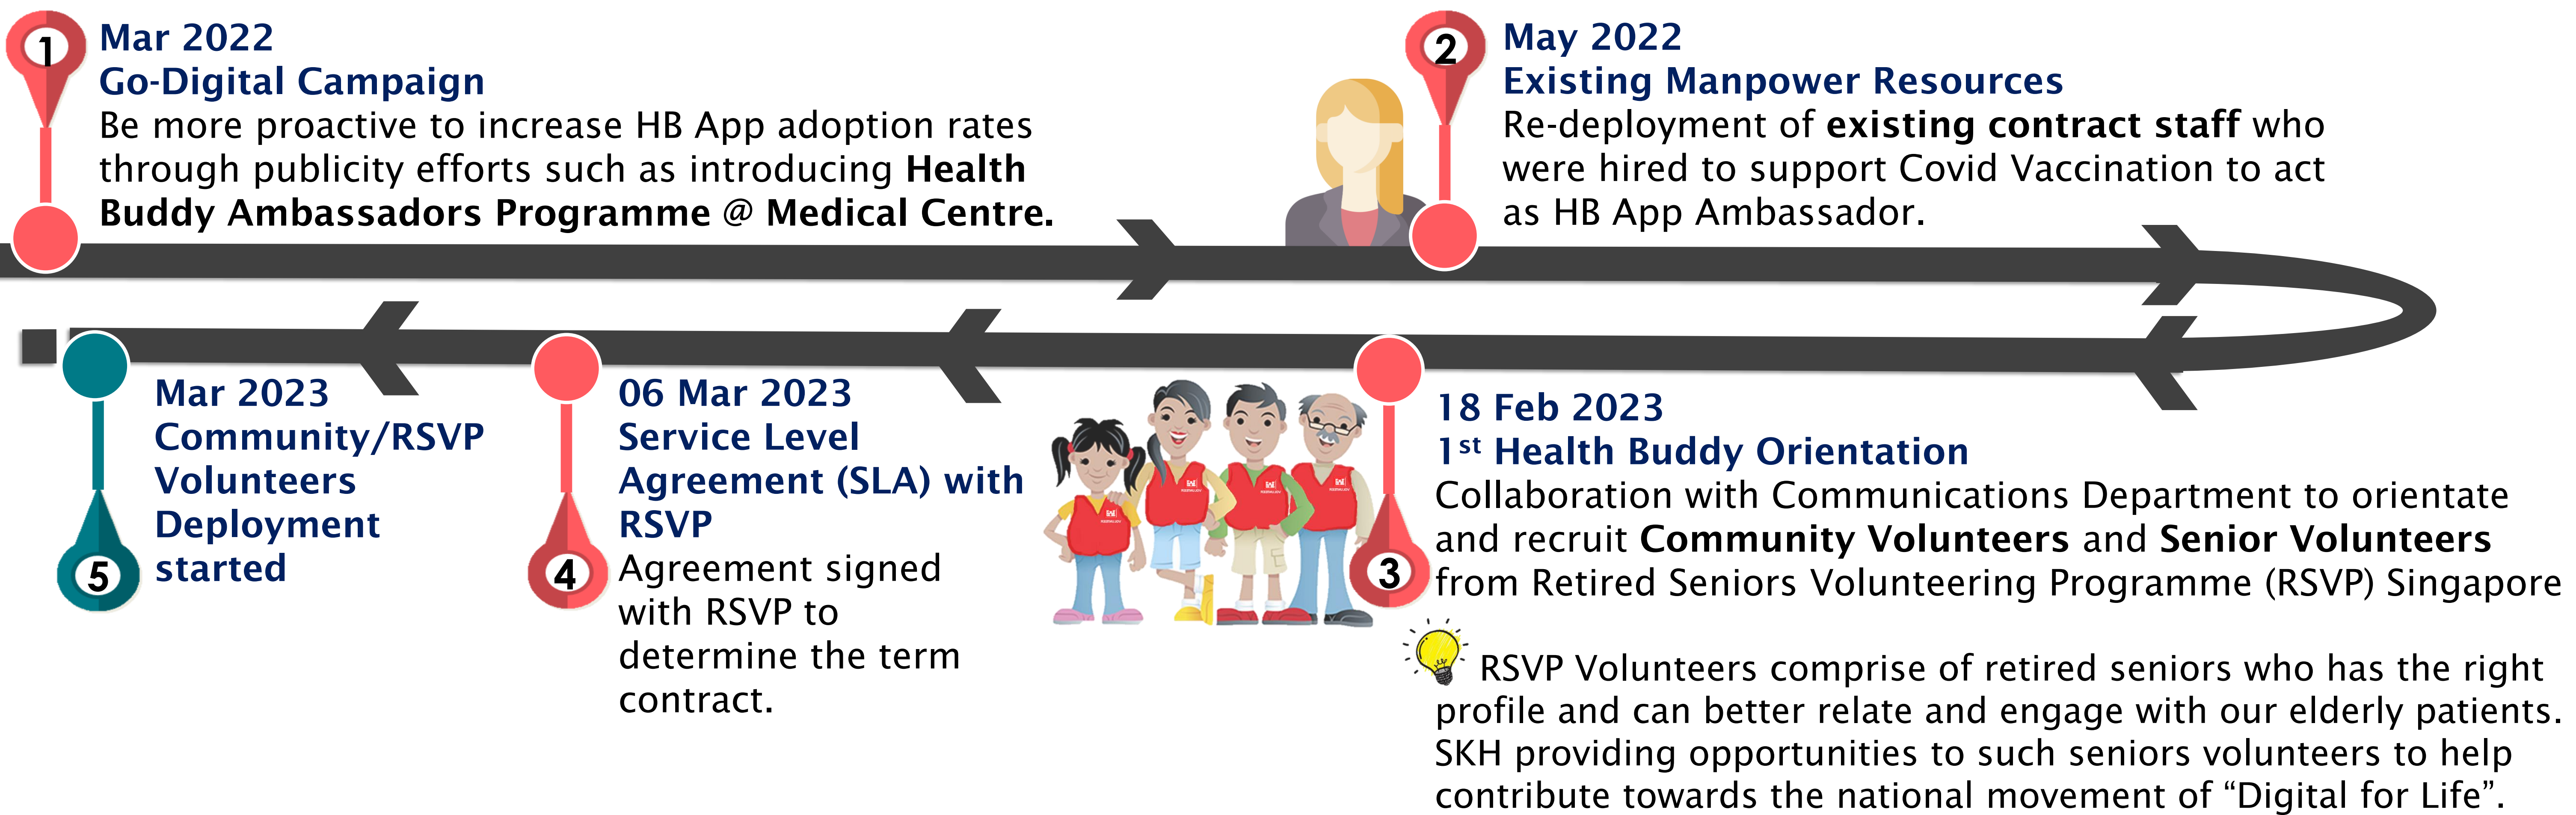 1
Mar 2022
Go-Digital Campaign
Be more proactive to increase HB App adoption rates
through publicity efforts such as introducing Health
Buddy Ambassadors Programme @ Medical Centre.
2
May 2022
Existing Manpower Resources
Re-deployment of existing contract staff who
were hired to support Covid Vaccination to act
as HB App Ambassador.
3
18 Feb 2023
1st Health Buddy Orientation
Collaboration with Communications Department to orientate
and recruit Community Volunteers and Senior Volunteers
from Retired Seniors Volunteering Programme (RSVP) Singapore
RSVP Volunteers comprise of retired seniors who has the right
profile and can better relate and engage with our elderly patients.
SKH providing opportunities to such seniors volunteers to help
contribute towards the national movement of “Digital for Life”.
4
06 Mar 2023
Service Level
Agreement (SLA) with
RSVP
Agreement signed
with RSVP to
determine the term
contract.
5
Mar 2023
Community/RSVP
Volunteers
Deployment
started